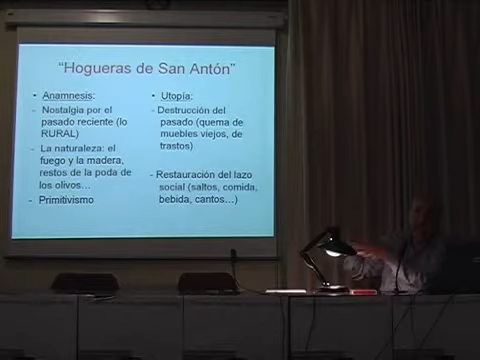 “Hogueras de San Antón”
• Anamnesis:
- Nostalgia por el
pasado reciente (lo
RURAL)
- La naturaleza: el
fuego y la madera,
restos de la poda de
los olivos…
- Primitivismo
• Utopía:
- Destrucción del
pasado (quema de
muebles viejos, de
trastos)
- Restauración del lazo
social (saltos, comida,
bebida, cantos…)